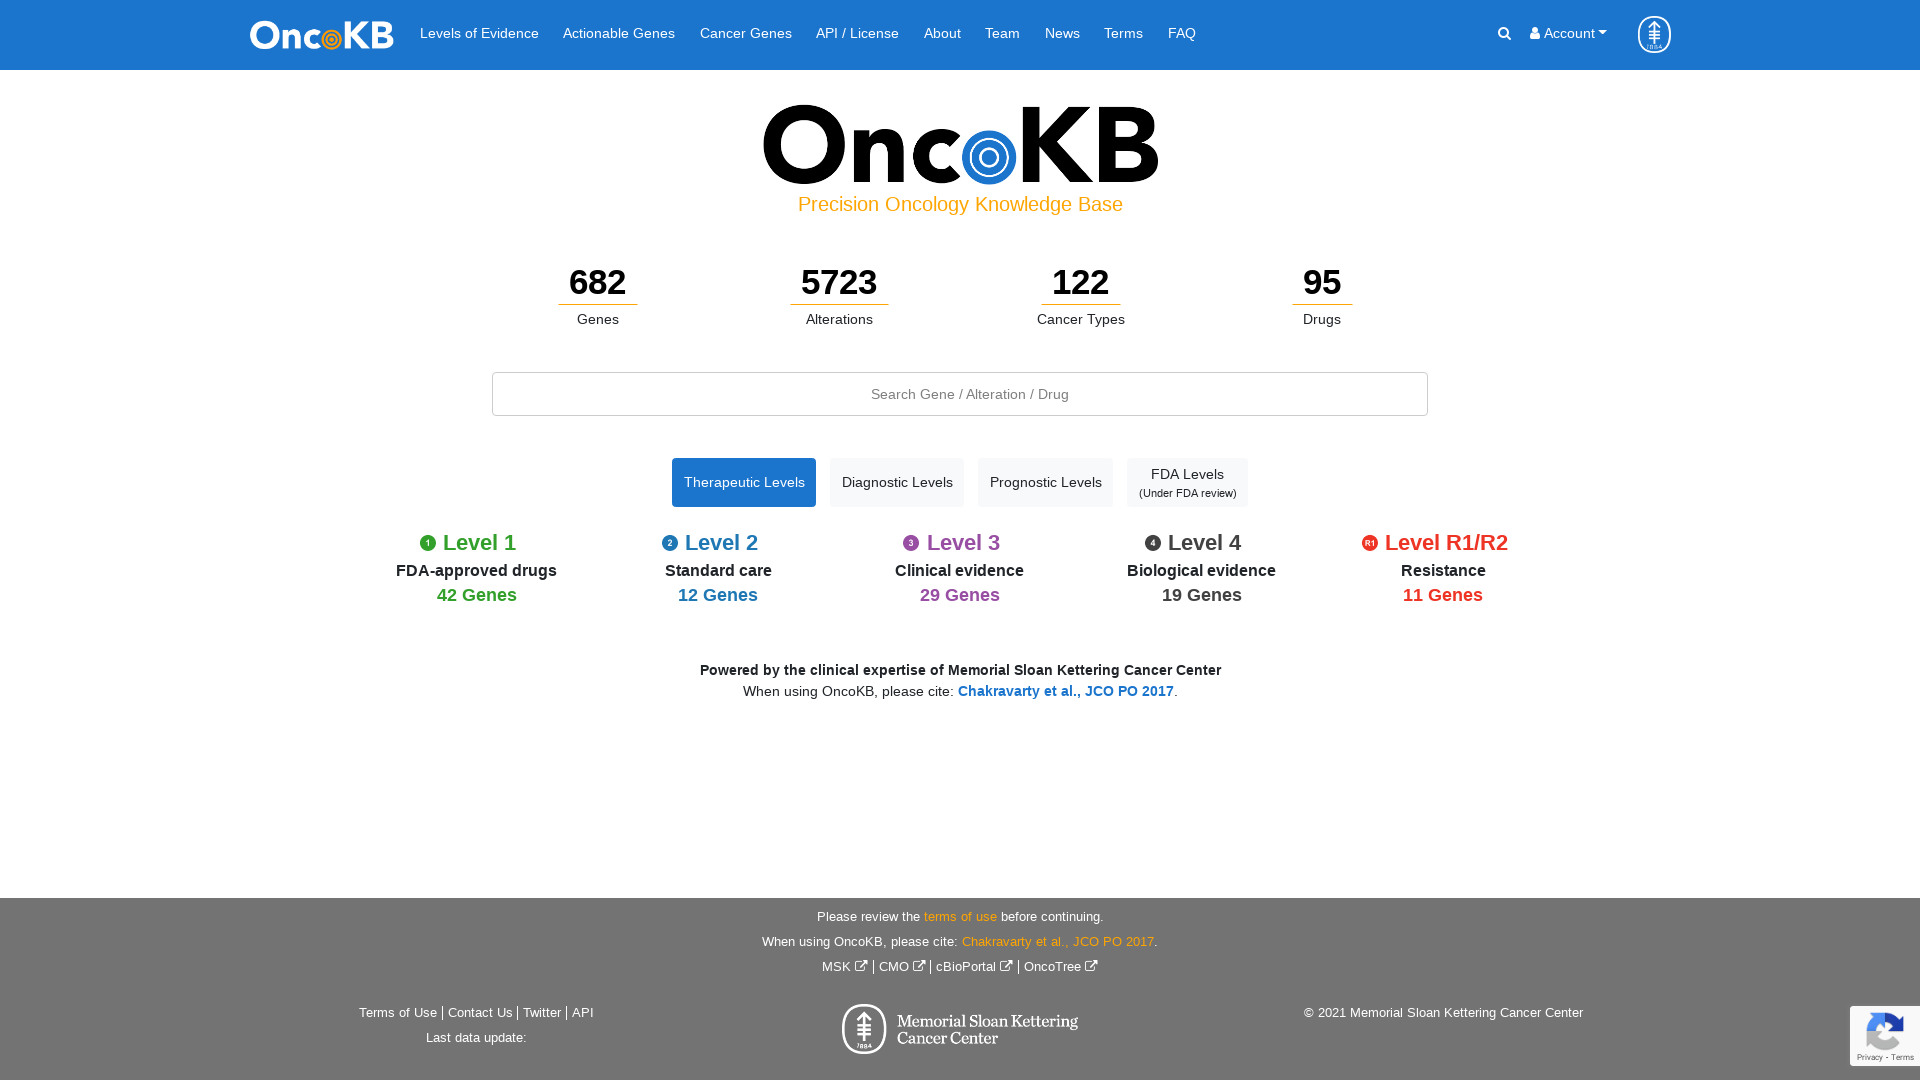 OncoKB Levels of Evidence Actionable Genes Cancer Genes API / License About Team News Terms FAQ Account 1884
OncoKB
Precision Oncology Knowledge Base
682 5723 122 95
Genes Alterations Cancer Types Drugs
Search Gene / Alteration / Drug
Therapeutic Levels Diagnostic Levels Prognostic Levels FDA Levels
(Under FDA review)
1 Level 1 2 Level 2 3 Level 3 4 Level 4 R1 Level R1/R2
FDA-approved drugs Standard care Clinical evidence Biological evidence Resistance
42 Genes 12 Genes 29 Genes 19 Genes 11 Genes
Powered by the clinical expertise of Memorial Sloan Kettering Cancer Center
When using OncoKB, please cite: Chakravarty et al., JCO PO 2017.
Please review the terms of use before continuing.
When using OncoKB, please cite: Chakravarty et al., JCO PO 2017.
MSK | CMO | cBioPortal | OncoTree
Terms of Use | Contact Us | Twitter | API
Last data update:
1884 Memorial Sloan Kettering
Cancer Center
© 2021 Memorial Sloan Kettering Cancer Center
Privacy - Terms